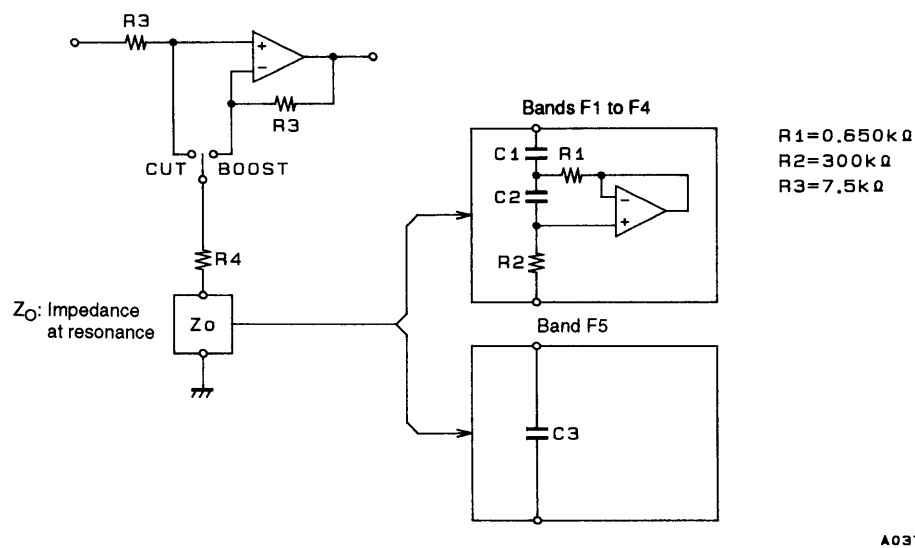 R3
+
−
R3
CUT
BOOST
R4
Zo: Impedance
at resonance
Zo
Bands F1 to F4
C1
R1
C2
−
+
R2
Band F5
C3
R1=0.650kΩ
R2=300kΩ
R3=7.5kΩ